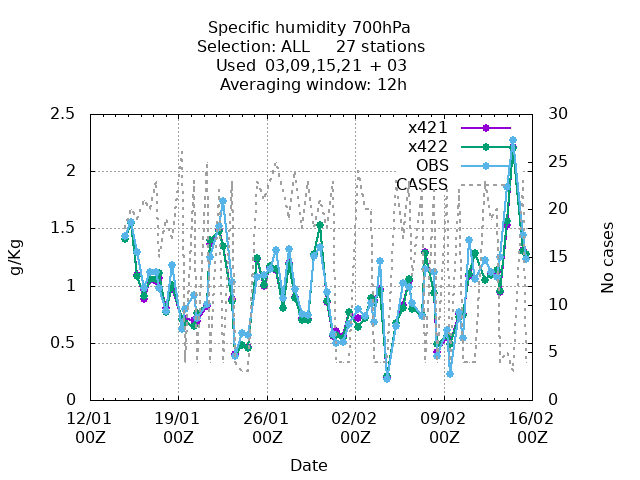 Specific humidity 700hPa
Selection: ALL     27 stations
Used  03,09,15,21 + 03
Averaging window: 12h
x421
x422
OBS
CASES
g/Kg
2.5
2
1.5
1
0.5
0
No cases
30
25
20
15
10
5
0
12/01 19/01 26/01 02/02 09/02 16/02
00Z 00Z 00Z 00Z 00Z 00Z
Date